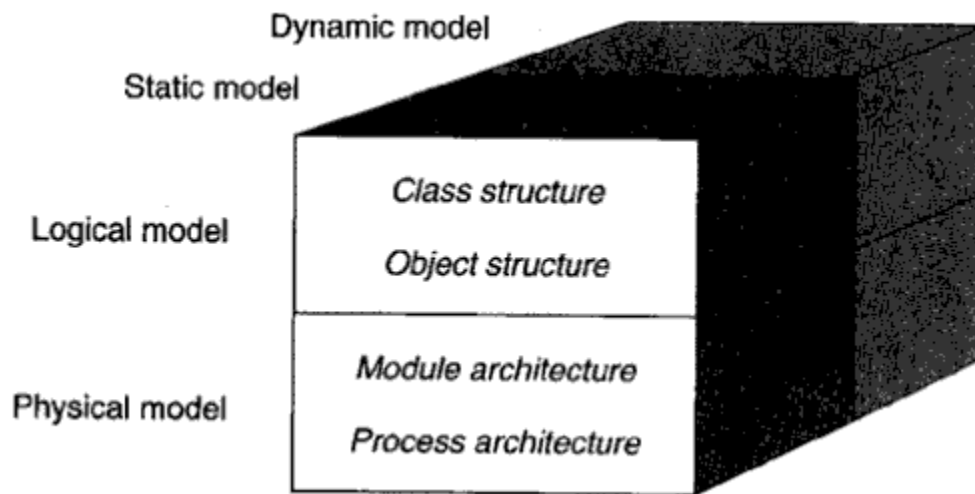 Dynamic model
Static model
Class structure
Logical model
Object structure
Module architecture
Physical model
Process architecture